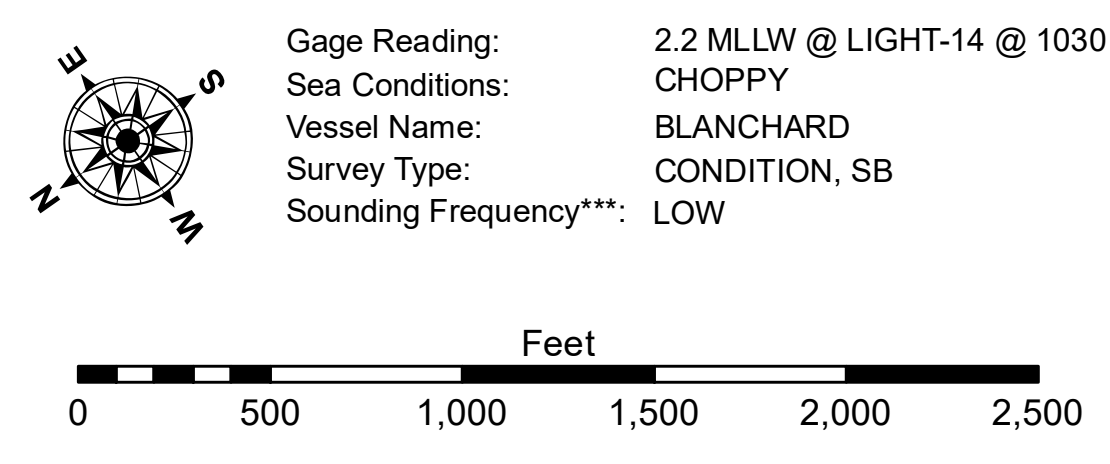 E
S
N
W
Gage Reading: 2.2 MLLW @ LIGHT-14 @ 1030
Sea Conditions: CHOPPY
Vessel Name: BLANCHARD
Survey Type: CONDITION, SB
Sounding Frequency***: LOW
Feet
0 500 1,000 1,500 2,000 2,500